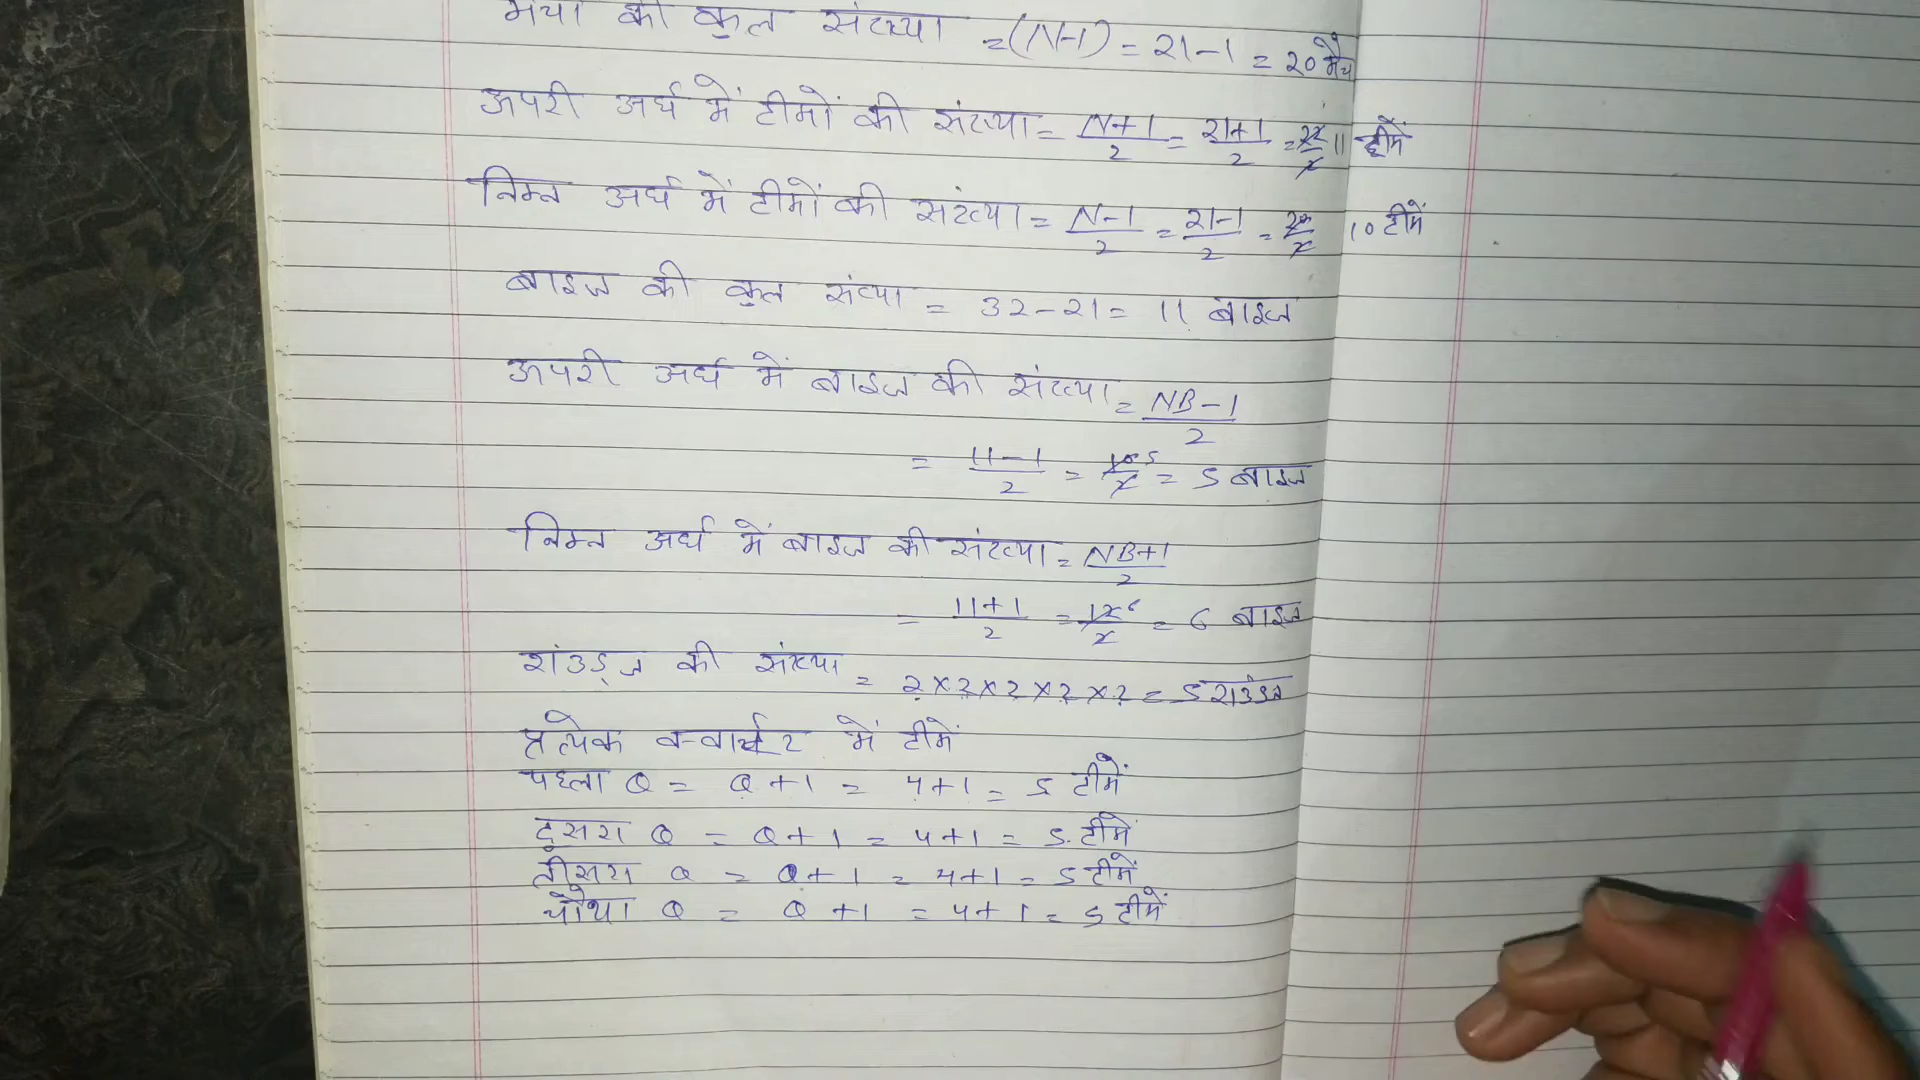 मैचों की कुल संख्या = (N-1) = 21-1 = 20 मैच
ऊपरी अर्ध में टीमों की संख्या = N+1/2 = 21+1/2 = 22/2 11 टीमें
निम्न अर्ध में टीमों की संख्या = N-1/2 = 21-1/2 = 20/2 10 टीमें
बाइज की कुल संख्या = 32-21 = 11 बाइज
ऊपरी अर्ध में बाइज की संख्या = NB-1/2
= 11-1/2 = 10/2 5 = 5 बाइज
निम्न अर्ध में बाइज की संख्या = NB+1/2
= 11+1/2 = 12/2 6 = 6 बाइज
राउंड्ज की संख्या = 2×2×2×2×2 = 5 राउंडज
प्रत्येक क्वार्टर में टीमें
पहला Q = Q+1 = 4+1 = 5 टीमें
दुसरा Q = Q+1 = 4+1 = 5 टीमें
तीसरा Q = Q+1 = 4+1 = 5 टीमें
चौथा Q = Q+1 = 4+1 = 5 टीमें